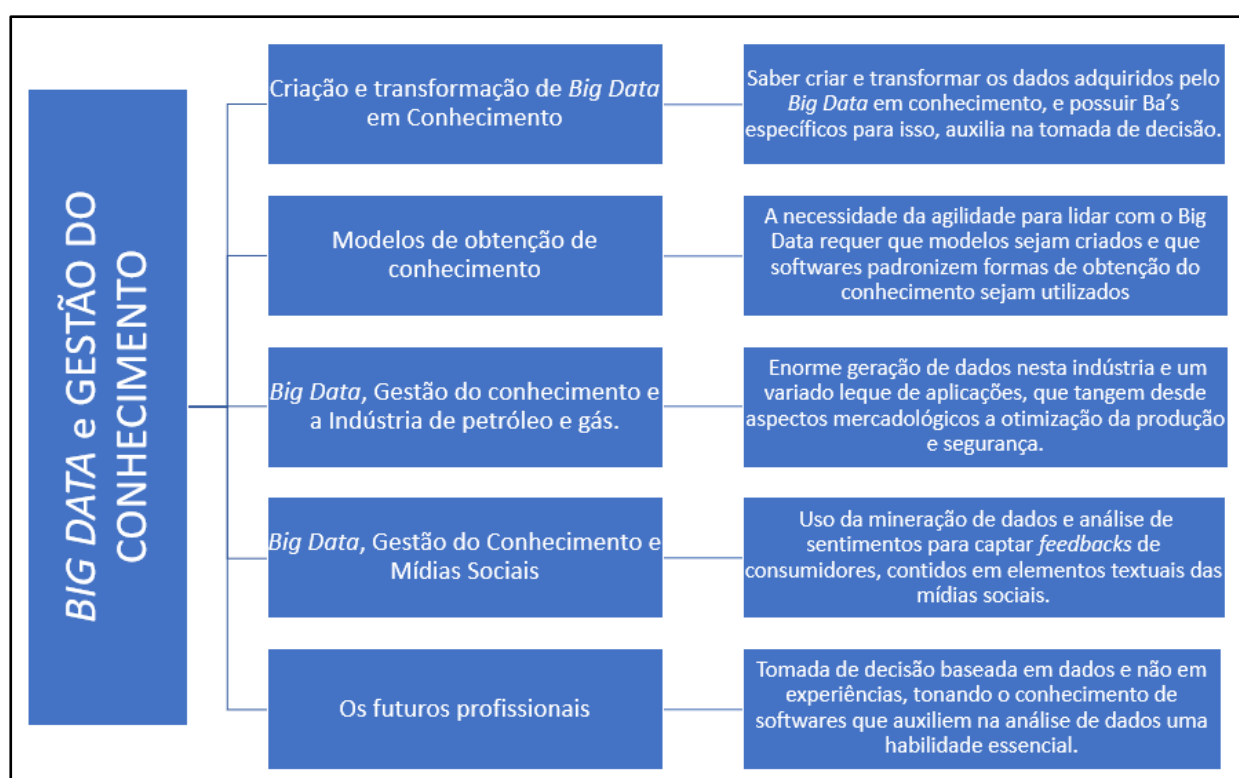 BIG DATA e GESTÃO DO
CONHECIMENTO
Criação e transformação de Big Data
em Conhecimento
Saber criar e transformar os dados adquiridos pelo
Big Data em conhecimento, e possuir Ba's
específicos para isso, auxilia na tomada de decisão.
Modelos de obtenção de
conhecimento
A necessidade da agilidade para lidar com o Big
Data requer que modelos sejam criados e que
softwares padronizem formas de obtenção do
conhecimento sejam utilizados
Big Data, Gestão do conhecimento e
a Indústria de petróleo e gás.
Enorme geração de dados nesta indústria e um
variado leque de aplicações, que tangem desde
aspectos mercadológicos a otimização da produção
e segurança.
Big Data, Gestão do Conhecimento e
Mídias Sociais
Uso da mineração de dados e análise de
sentimentos para captar feedbacks de
consumidores, contidos em elementos textuais das
mídias sociais.
Os futuros profissionais
Tomada de decisão baseada em dados e não em
experiências, tonando o conhecimento de
softwares que auxiliem na análise de dados uma
habilidade essencial.